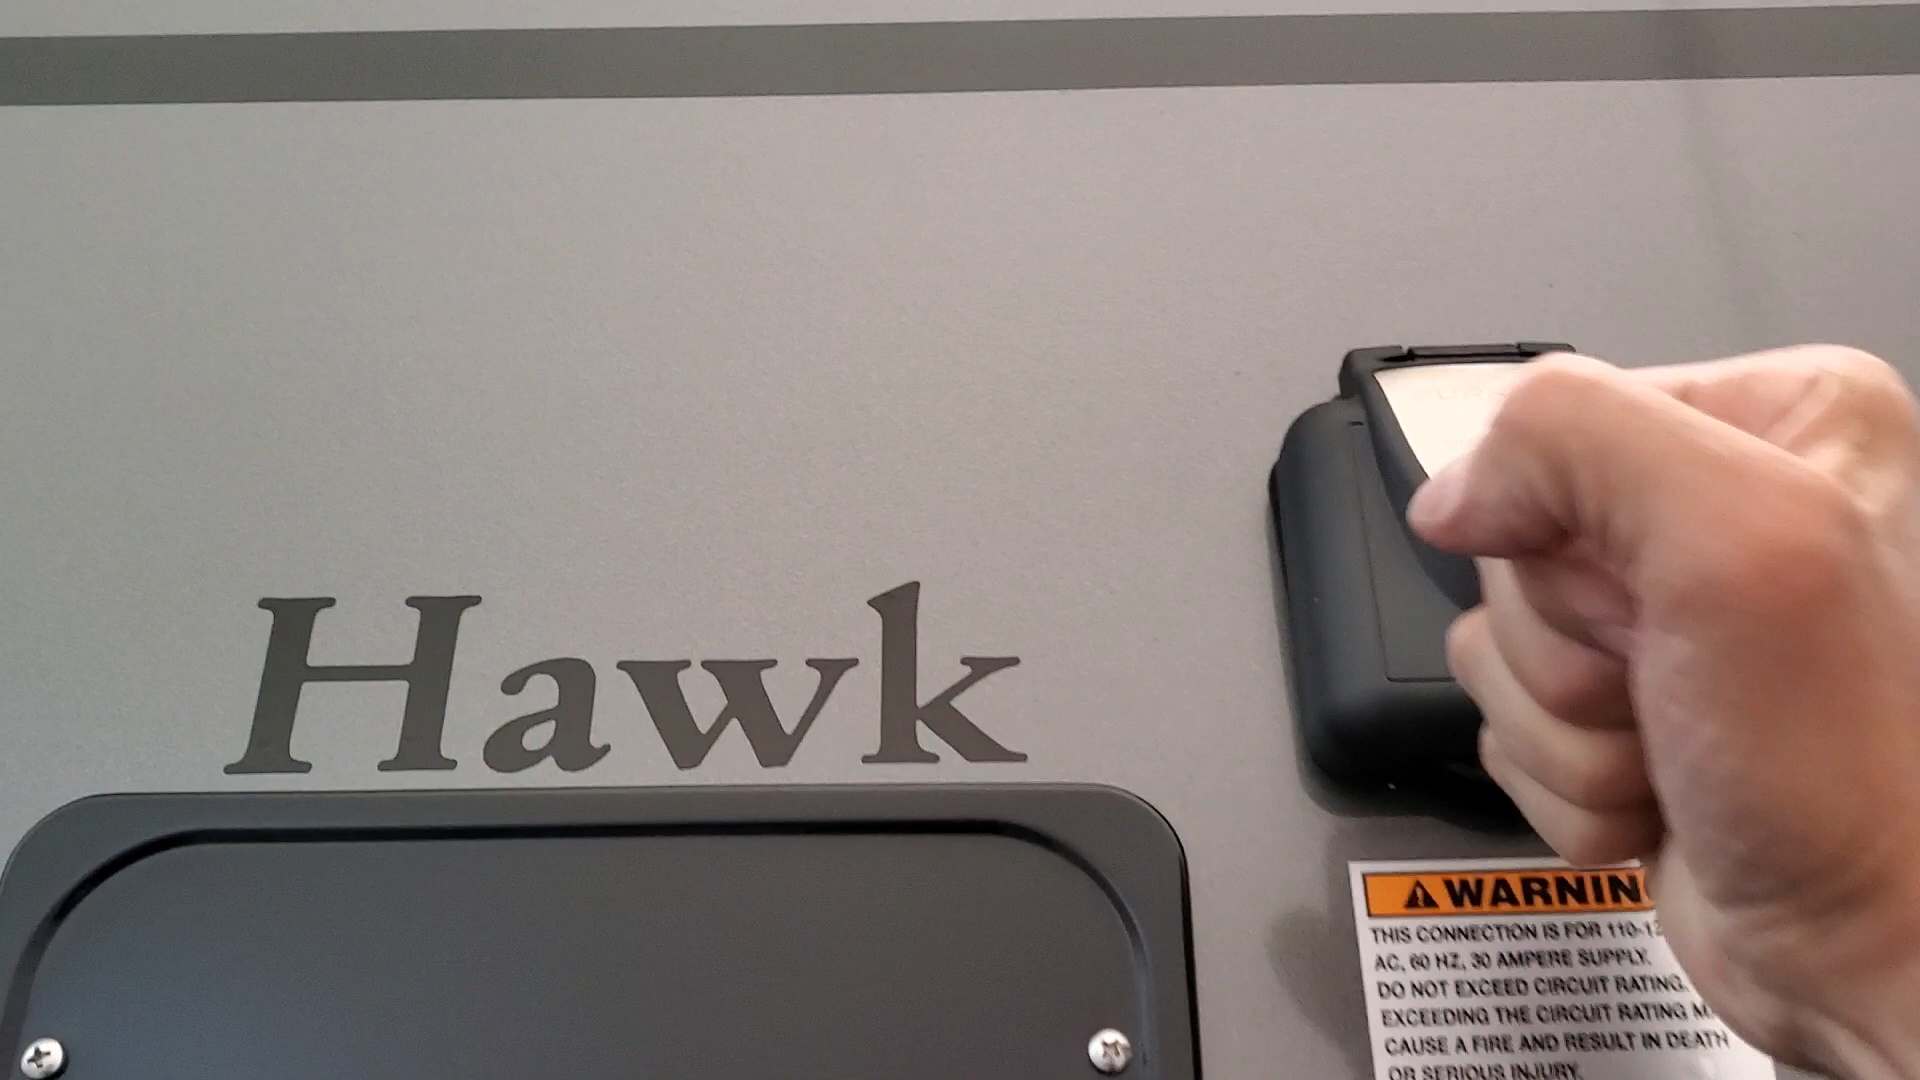 Hawk
WARNIN
THIS CONNECTION IS FOR 110-12
AC, 60 HZ, 30 AMPERE SUPPLY.
DO NOT EXCEED CIRCUIT RATING.
EXCEEDING THE CIRCUIT RATING M
CAUSE A FIRE AND RESULT IN DEATH
OR SERIOUS INJURY.